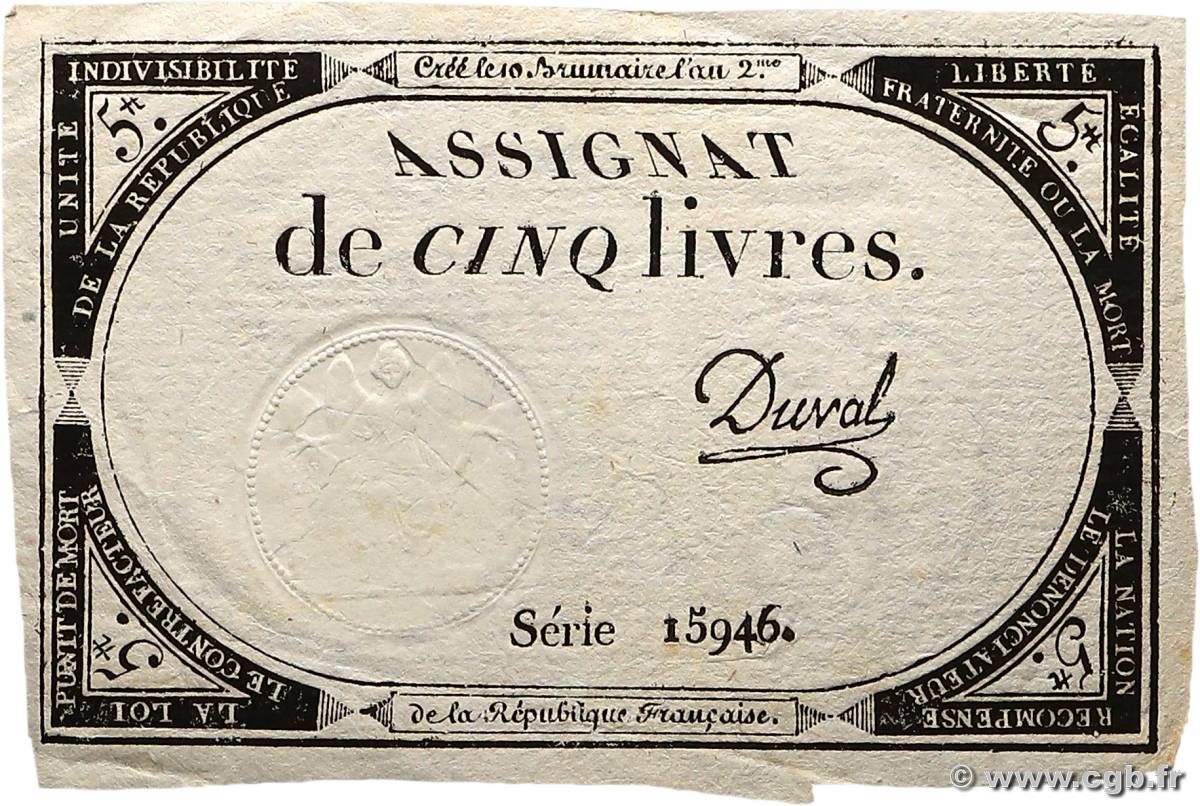 Créé le 10 Brumaire l'an 2.me
UNITE
INDIVISIBILITE
DE LA REPUBLIQUE
5.₶
LIBERTÉ
ÉGALITÉ
FRATERNITE OU LA MORT
5.₶
ASSIGNAT
de CINQ livres.
Duval
Série 15946.
LA LOI
PUNIT DE MORT
LE CONTREFACTEUR
5.₶
LA NATION
RECOMPENSE
LE DENONCIATEUR
5.₶
de la République Française.
© www.cgb.fr